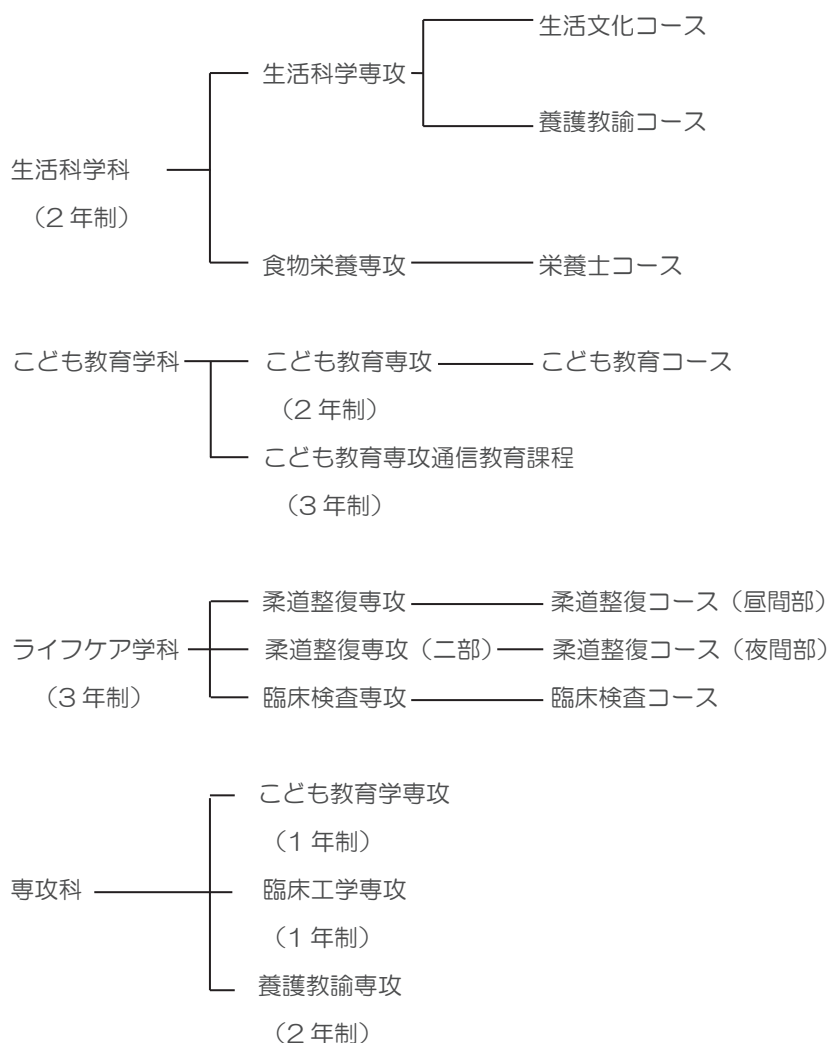 生活文化コース
生活科学専攻
養護教諭コース
生活科学科
（2年制）
食物栄養専攻 栄養士コース
こども教育学科 こども教育専攻 こども教育コース
（2年制）
こども教育専攻通信教育課程
（3年制）
柔道整復専攻 柔道整復コース（昼間部）
ライフケア学科 柔道整復専攻（二部） 柔道整復コース（夜間部）
（3年制） 臨床検査専攻 臨床検査コース
こども教育学専攻
（1年制）
専攻科 臨床工学専攻
（1年制）
養護教諭専攻
（2年制）